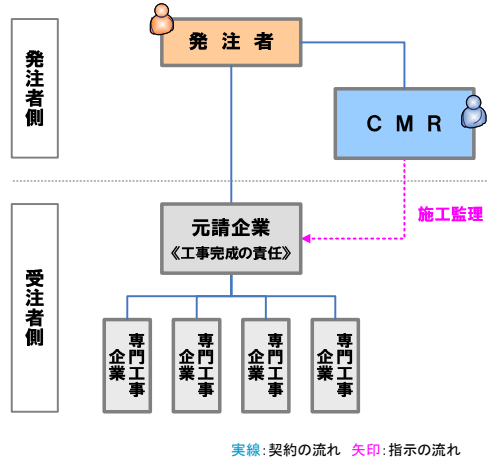 発注者
発注者側
CMR
施工監理
元請企業
《工事完成の責任》
受注者側
専門工事
企業
専門工事
企業
専門工事
企業
専門工事
企業
実線:契約の流れ 矢印:指示の流れ